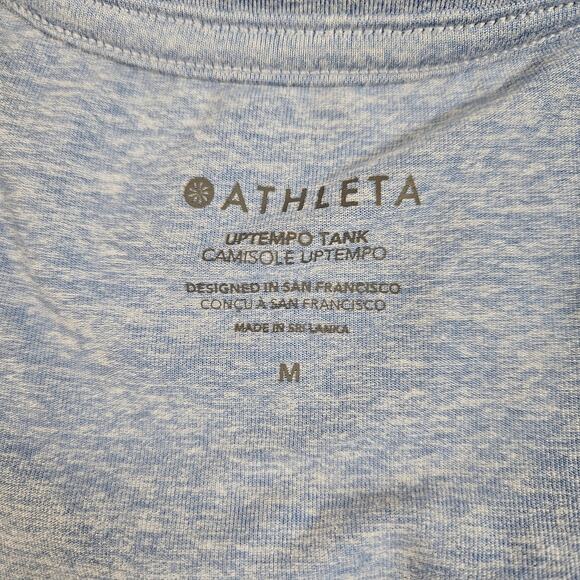 ATHLETA
UPTEMPO TANK
CAMISOLE UPTEMPO
DESIGNED IN SAN FRANCISCO
CONÇU À SAN FRANCISCO
MADE IN SRI LANKA
M